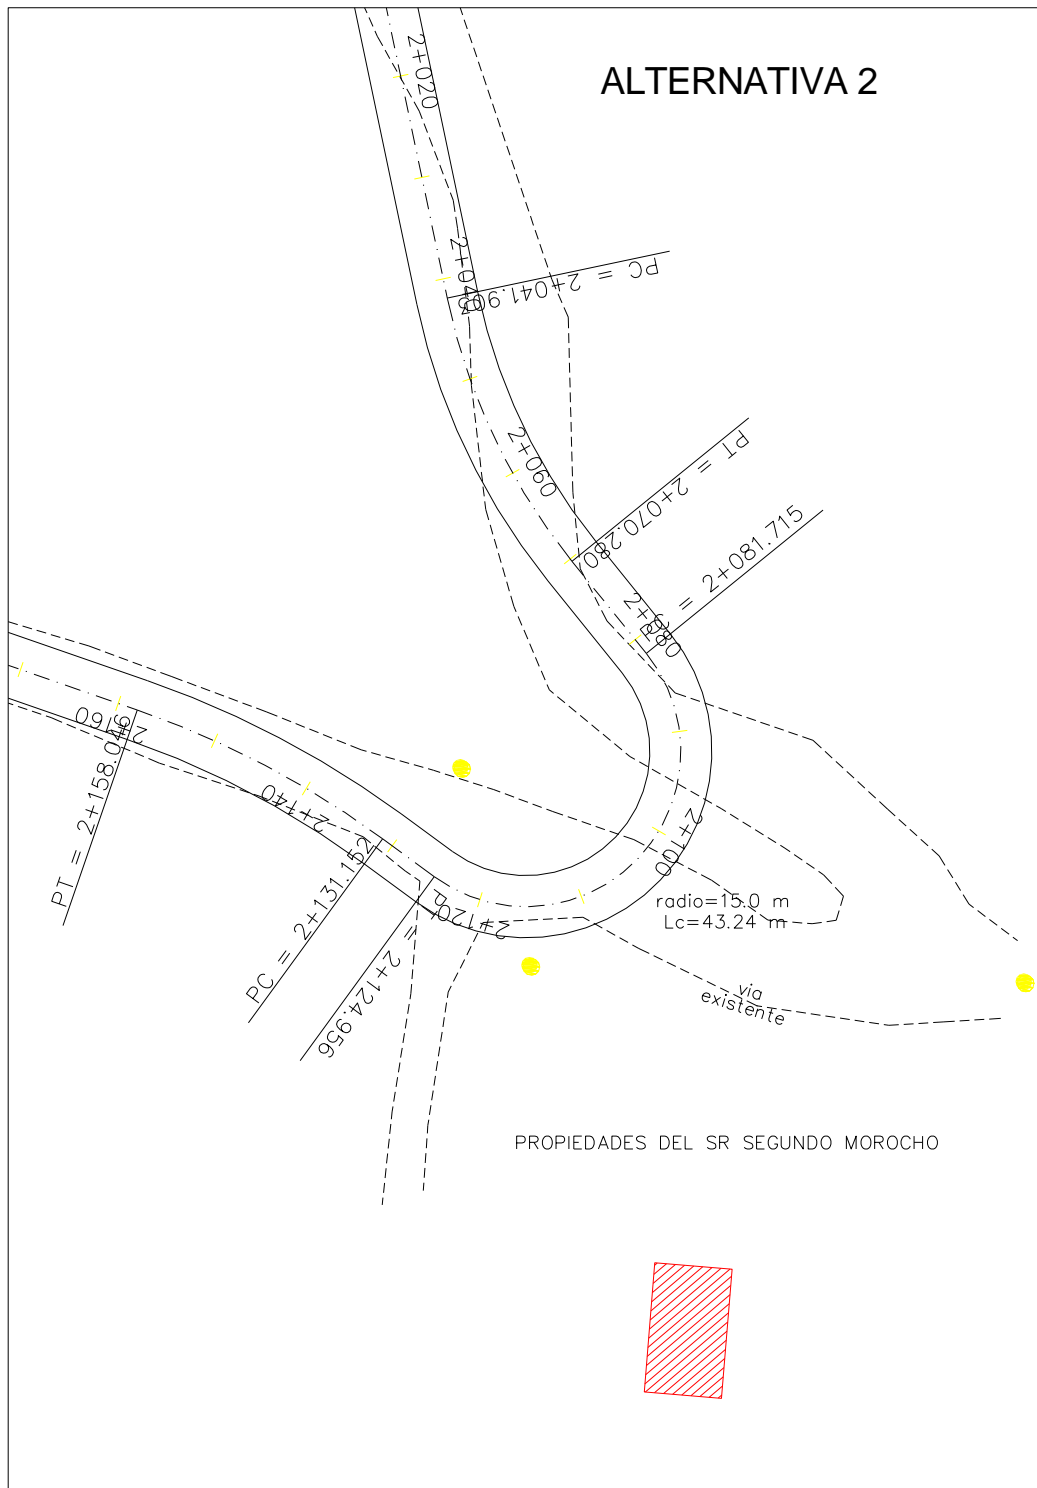 ALTERNATIVA 2
2+020
2+040
PC = 2+041.903
2+060
PT = 2+070.280
= 2+081.715
2+080
2+100
radio=15.0 m
Lc=43.24 m
2+120
= 2+124.956
PC = 2+131.152
2+140
PT = 2+158.046
2+160
via
existente
PROPIEDADES DEL SR SEGUNDO MOROCHO